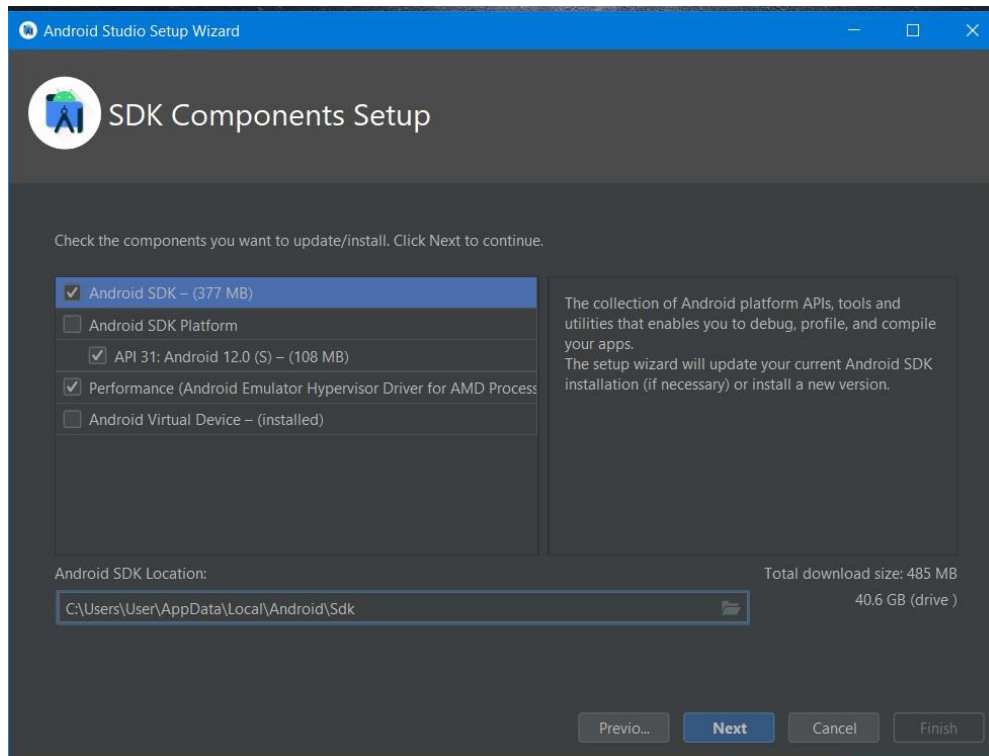 Android Studio Setup Wizard
SDK Components Setup
Check the components you want to update/install. Click Next to continue.
Android SDK – (377 MB)
Android SDK Platform
API 31: Android 12.0 (S) – (108 MB)
Performance (Android Emulator Hypervisor Driver for AMD Process
Android Virtual Device – (installed)
The collection of Android platform APIs, tools and
utilities that enables you to debug, profile, and compile
your apps.
The setup wizard will update your current Android SDK
installation (if necessary) or install a new version.
Android SDK Location:
C:\Users\User\AppData\Local\Android\Sdk
Total download size: 485 MB
40.6 GB (drive )
Previo...
Next
Cancel
Finish